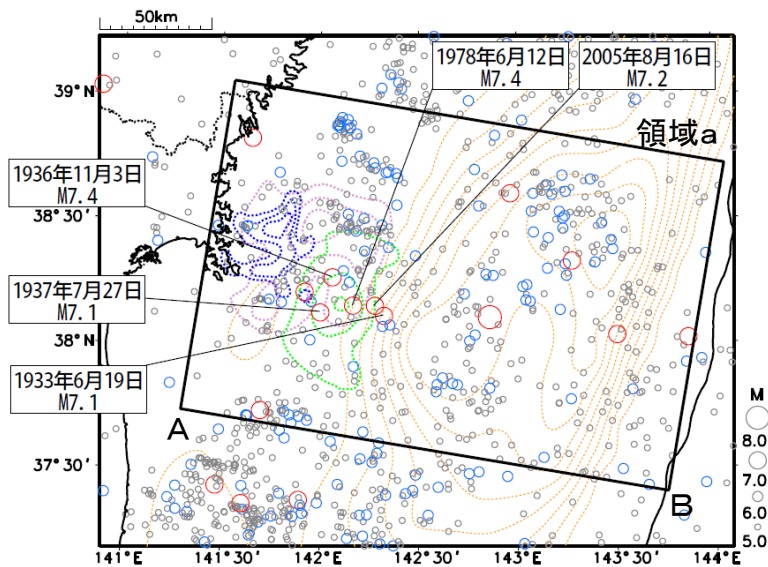 50km
1978年6月12日
M7.4
2005年8月16日
M7.2
39°N
領域a
1936年11月3日
M7.4
38°30′
1937年7月27日
M7.1
38°N
1933年6月19日
M7.1
A
37°30′
B
M
8.0
7.0
6.0
5.0
141°E
141°30′
142°E
142°30′
143°E
143°30′
144°E